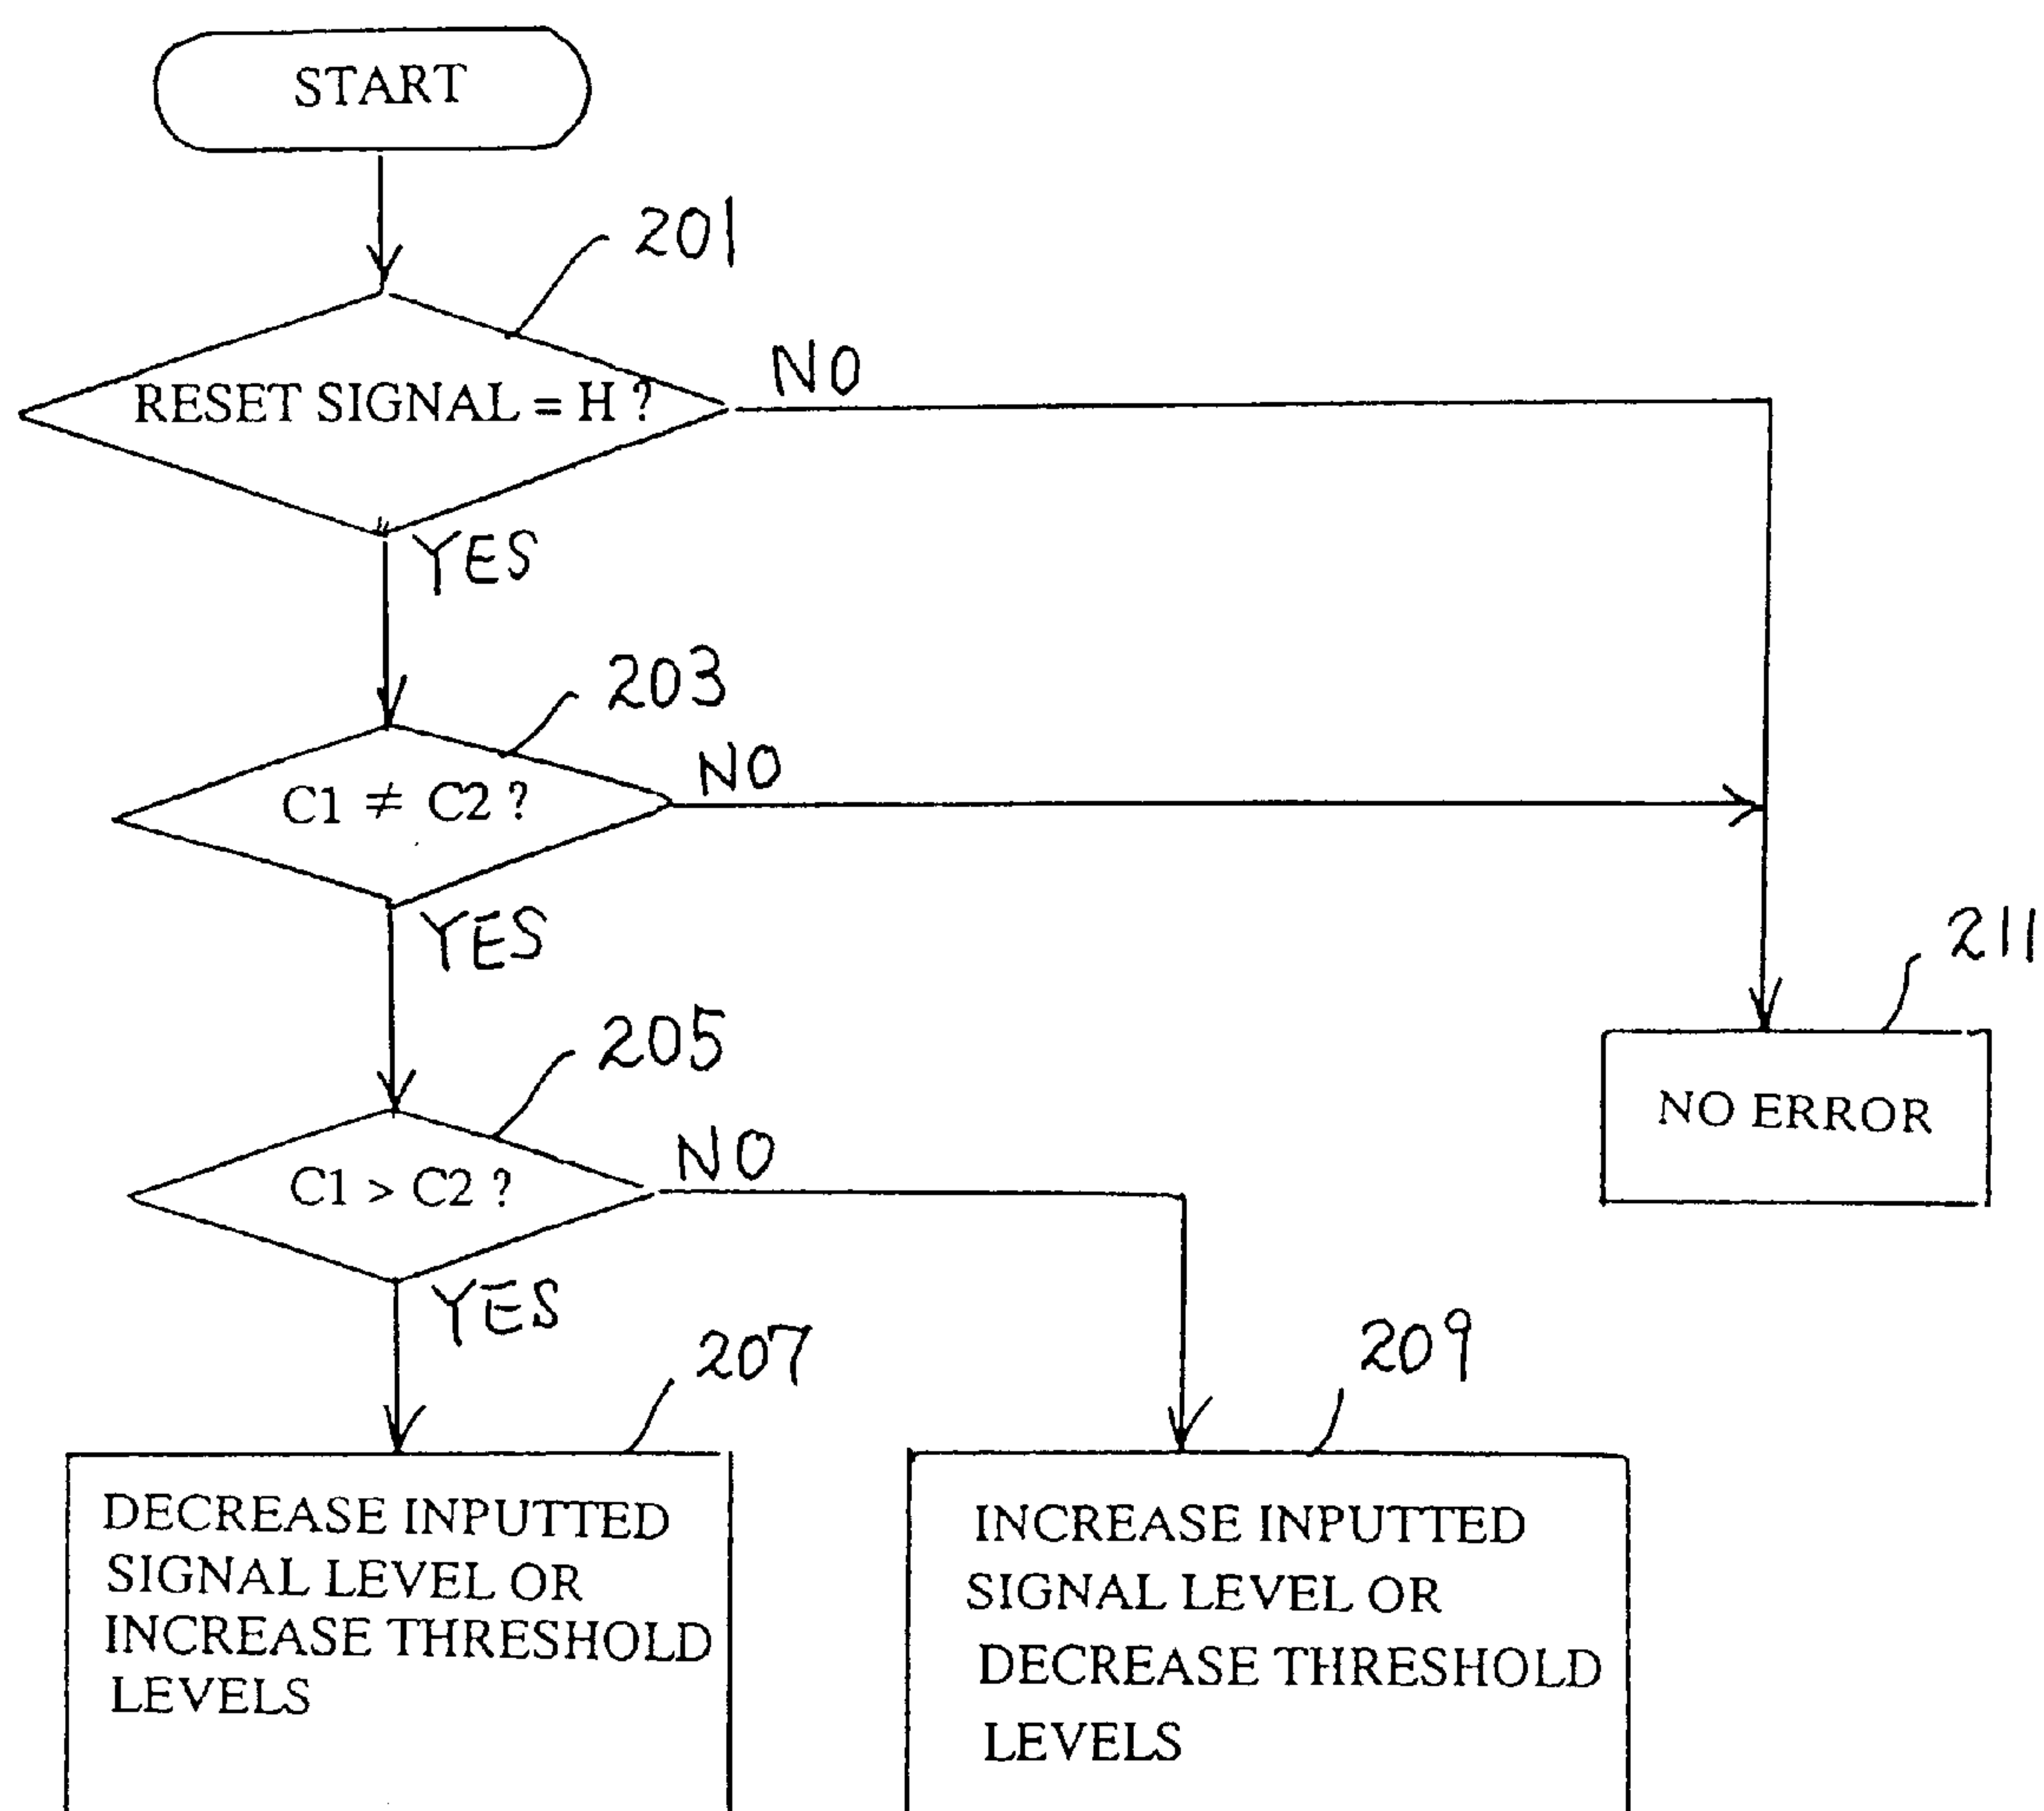 START
201
RESET SIGNAL = H ?
NO
YES
203
C1 ≠ C2 ?
NO
YES
211
NO ERROR
205
C1 > C2 ?
NO
YES
207
209
DECREASE INPUTTED
SIGNAL LEVEL OR
INCREASE THRESHOLD
LEVELS
INCREASE INPUTTED
SIGNAL LEVEL OR
DECREASE THRESHOLD
LEVELS